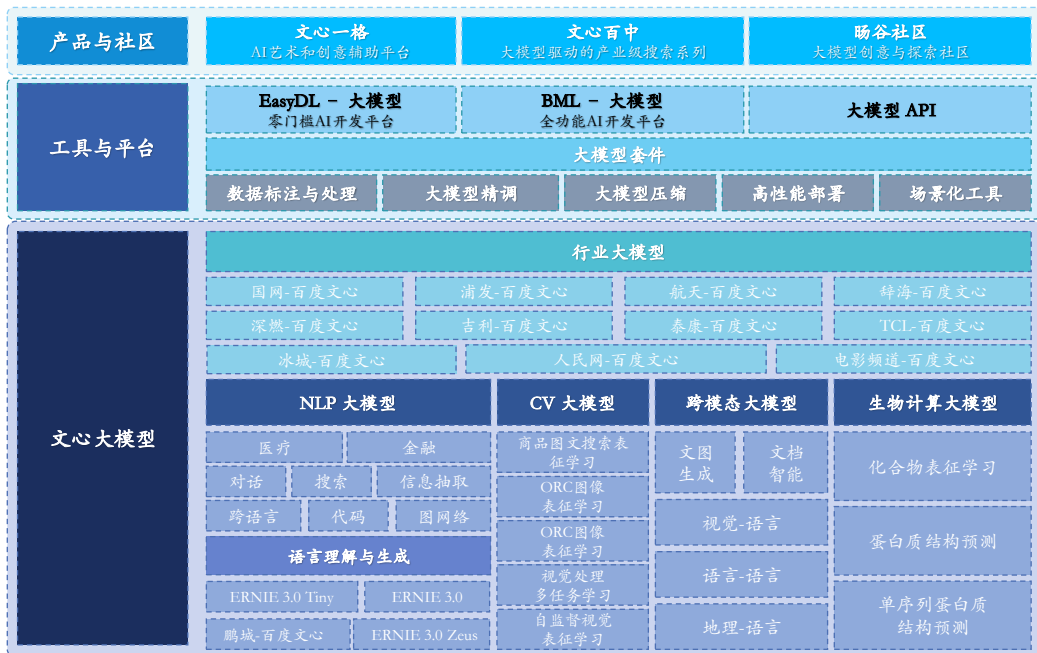 产品与社区
文心一格
AI艺术和创意辅助平台
文心百中
大模型驱动的产业级搜索系列
旸谷社区
大模型创意与探索社区
工具与平台
EasyDL - 大模型
零门槛AI开发平台
BML - 大模型
全功能AI开发平台
大模型 API
大模型套件
数据标注与处理
大模型精调
大模型压缩
高性能部署
场景化工具
文心大模型
行业大模型
国网-百度文心
浦发-百度文心
航天-百度文心
辞海-百度文心
深燃-百度文心
吉利-百度文心
泰康-百度文心
TCL-百度文心
冰城-百度文心
人民网-百度文心
电影频道-百度文心
NLP 大模型
医疗
金融
对话
搜索
信息抽取
跨语言
代码
图网络
语言理解与生成
ERNIE 3.0 Tiny
ERNIE 3.0
鹏城-百度文心
ERNIE 3.0 Zeus
CV 大模型
商品图文搜索表
征学习
ORC图像
表征学习
ORC图像
表征学习
视觉处理
多任务学习
自监督视觉
表征学习
跨模态大模型
文图
生成
文档
智能
视觉-语言
语言-语言
地理-语言
生物计算大模型
化合物表征学习
蛋白质结构预测
单序列蛋白质
结构预测